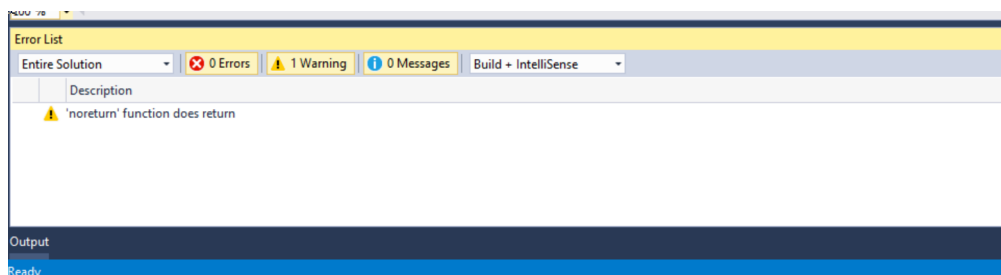 100 %
Error List
Entire Solution 0 Errors 1 Warning 0 Messages Build + IntelliSense
Description
'noreturn' function does return
Output
Ready